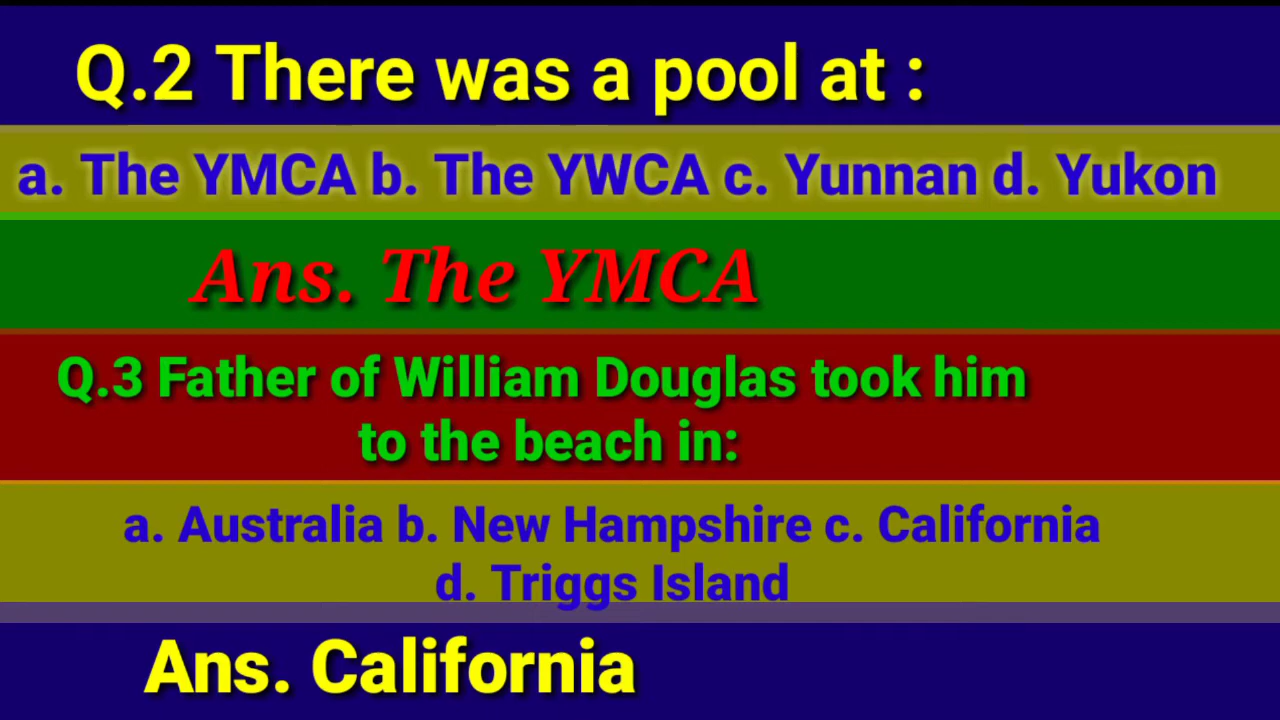 Q.2 There was a pool at :
a. The YMCA b. The YWCA c. Yunnan d. Yukon
Ans. The YMCA
Q.3 Father of William Douglas took him
to the beach in:
a. Australia b. New Hampshire c. California
d. Triggs Island
Ans. California